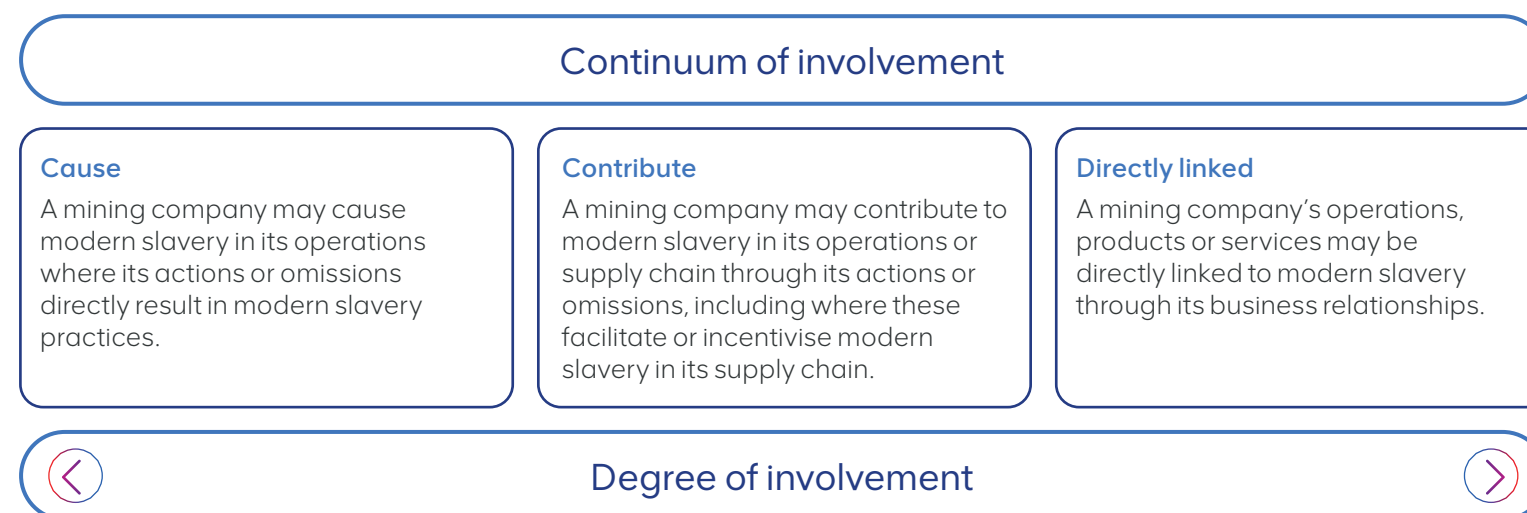 Continuum of involvement
Cause
A mining company may cause
modern slavery in its operations
where its actions or omissions
directly result in modern slavery
practices.
Contribute
A mining company may contribute to
modern slavery in its operations or
supply chain through its actions or
omissions, including where these
facilitate or incentivise modern
slavery in its supply chain.
Directly linked
A mining company’s operations,
products or services may be
directly linked to modern slavery
through its business relationships.
Degree of involvement